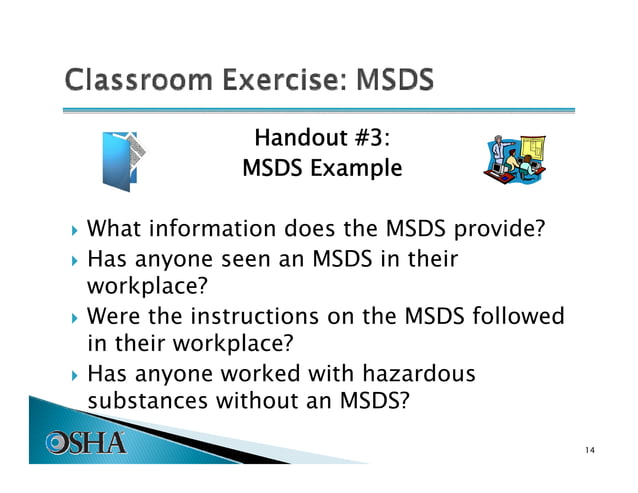 Classroom Exercise: MSDS
Handout #3:
MSDS Example
What information does the MSDS provide?
Has anyone seen an MSDS in their
workplace?
Were the instructions on the MSDS followed
in their workplace?
Has anyone worked with hazardous
substances without an MSDS?
OSHA
14